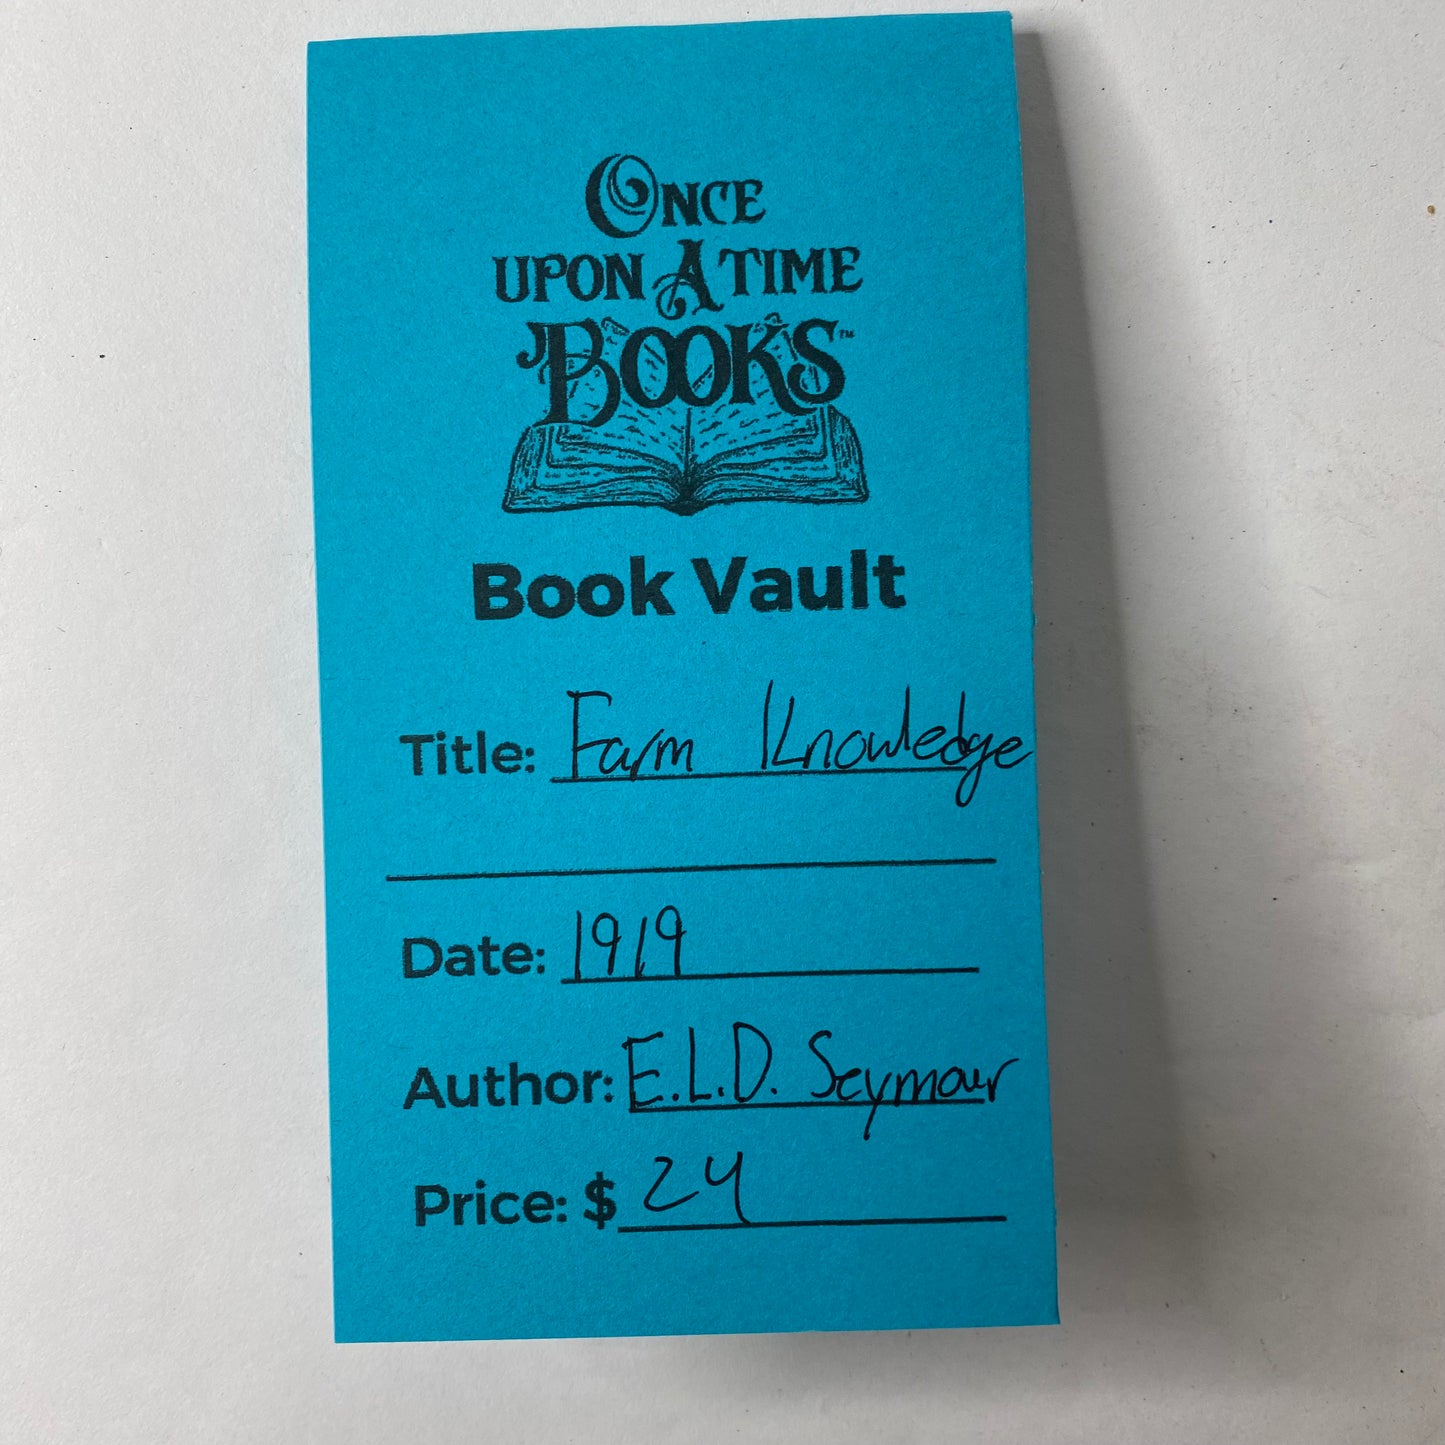 ONCE
UPON A TIME
BOOKS™
Book Vault
Title: Farm Knowledge
Date: 1919
Author: E.L.D. Seymour
Price: $ 24